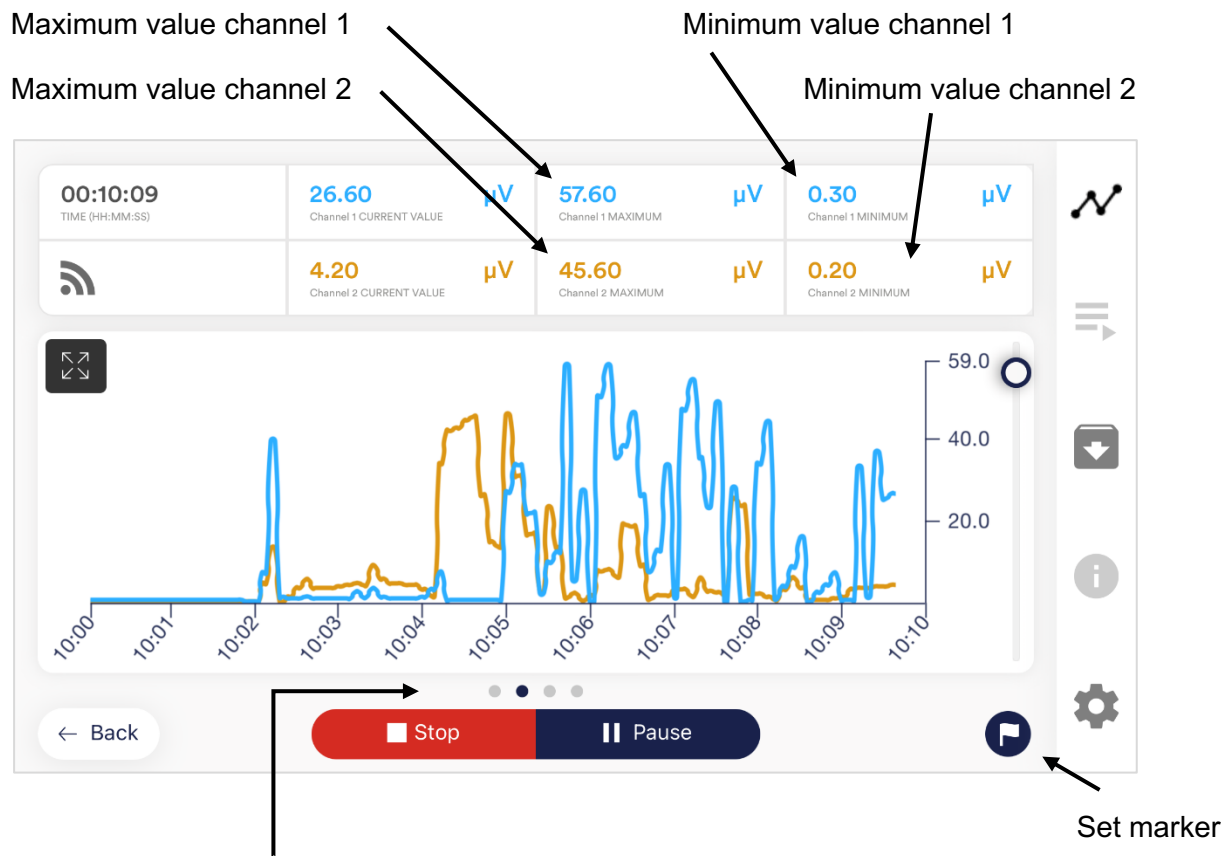 Maximum value channel 1
Minimum value channel 1
Maximum value channel 2
Minimum value channel 2
00:10:09
TIME (HH:MM:SS)
26.60 µV
Channel 1 CURRENT VALUE
57.60 µV
Channel 1 MAXIMUM
0.30 µV
Channel 1 MINIMUM
4.20 µV
Channel 2 CURRENT VALUE
45.60 µV
Channel 2 MAXIMUM
0.20 µV
Channel 2 MINIMUM
59.0
40.0
20.0
10:00 10:01 10:02 10:03 10:04 10:05 10:06 10:07 10:08 10:09 10:10
← Back
Stop
Pause
Set marker